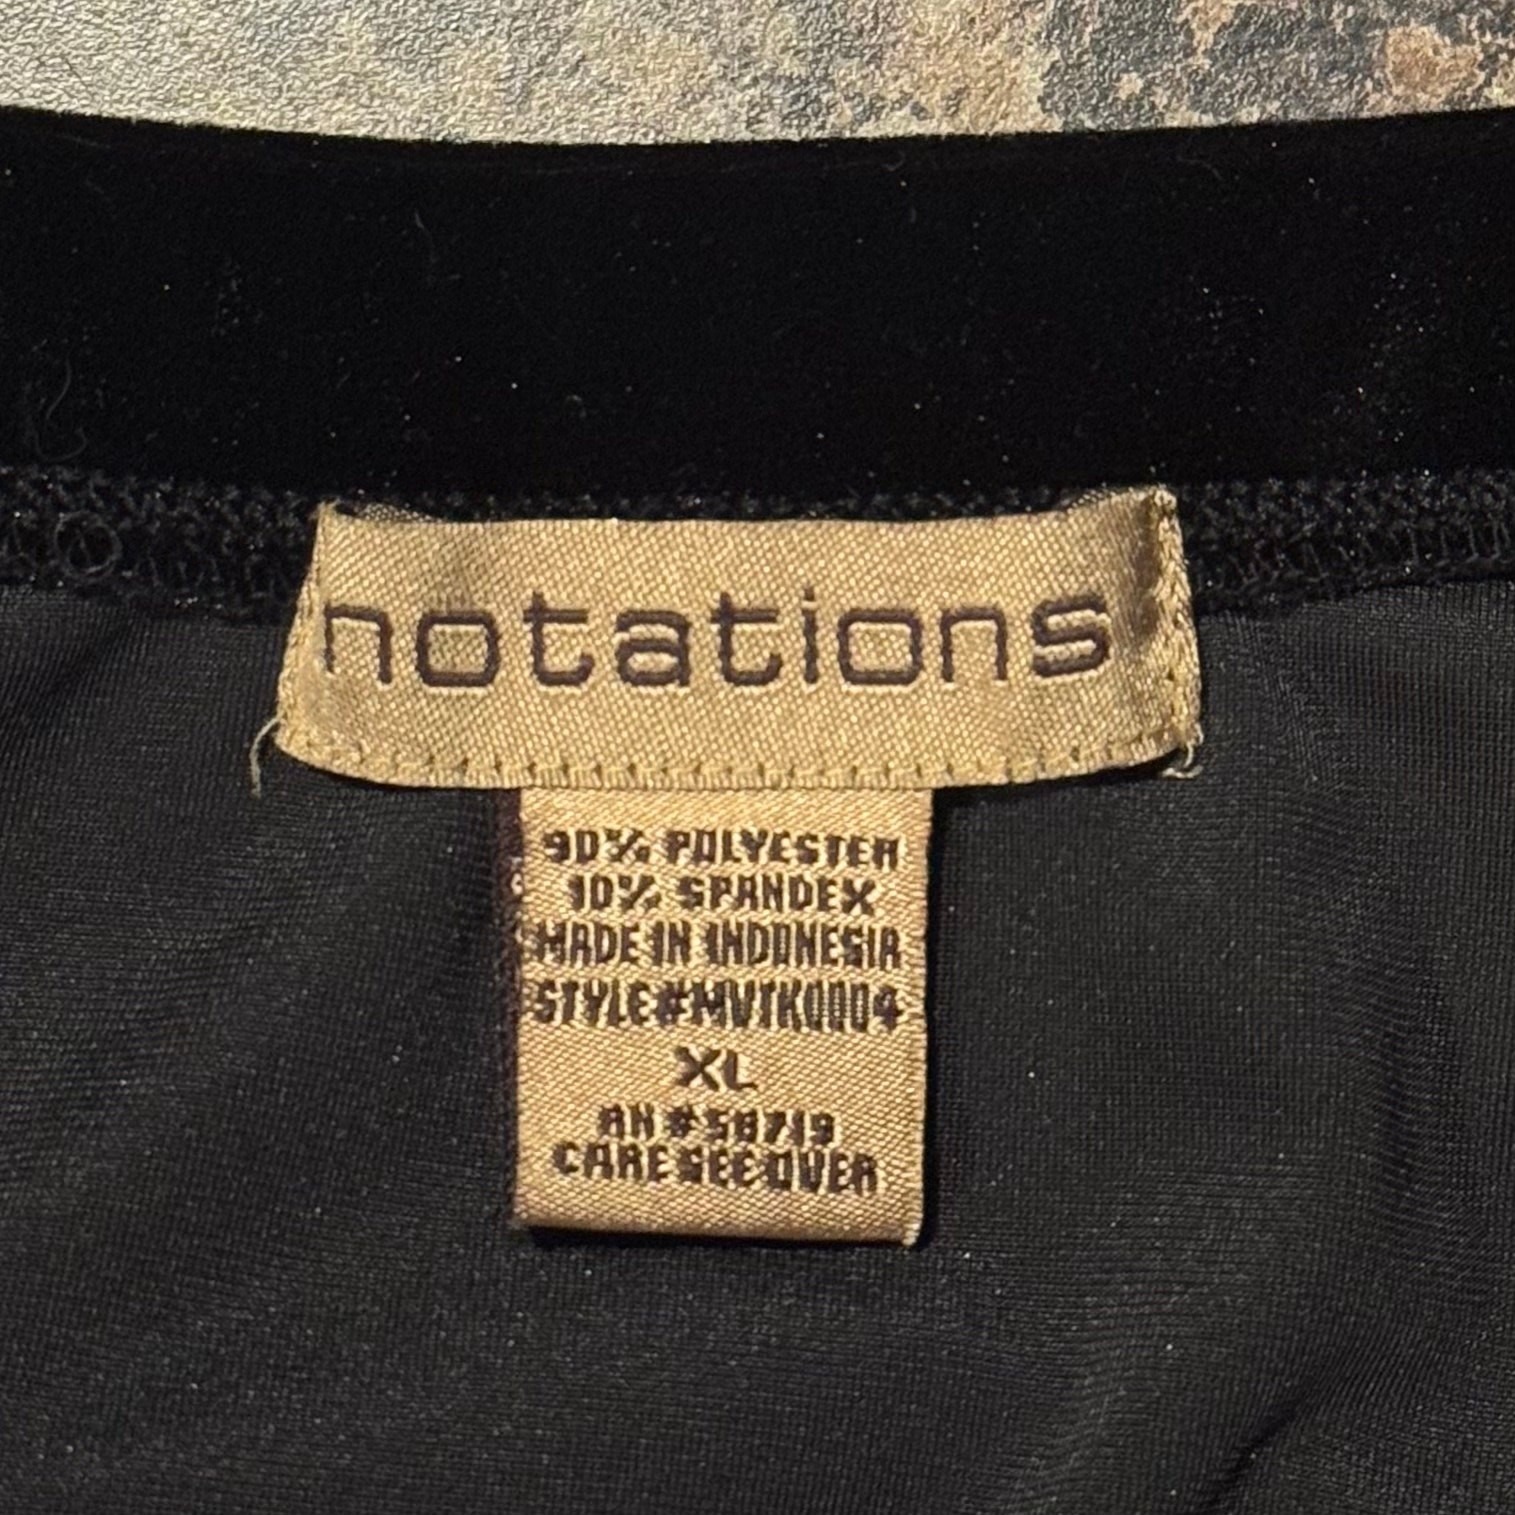 notations
90% POLYESTER
10% SPANDEX
MADE IN INDONESIA
STYLE#MVTK0004
XL
RN#58719
CARE SEE OVER